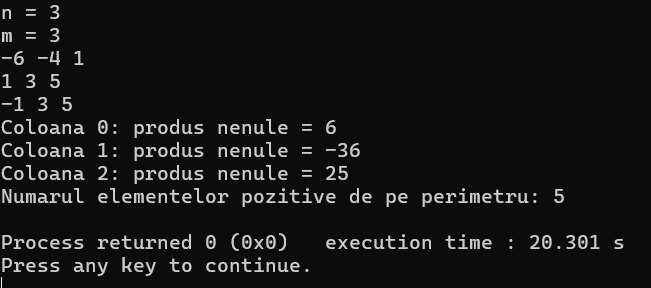 n = 3
m = 3
-6 -4 1
1 3 5
-1 3 5
Coloana 0: produs nenule = 6
Coloana 1: produs nenule = -36
Coloana 2: produs nenule = 25
Numarul elementelor pozitive de pe perimetru: 5
Process returned 0 (0x0)   execution time : 20.301 s
Press any key to continue.